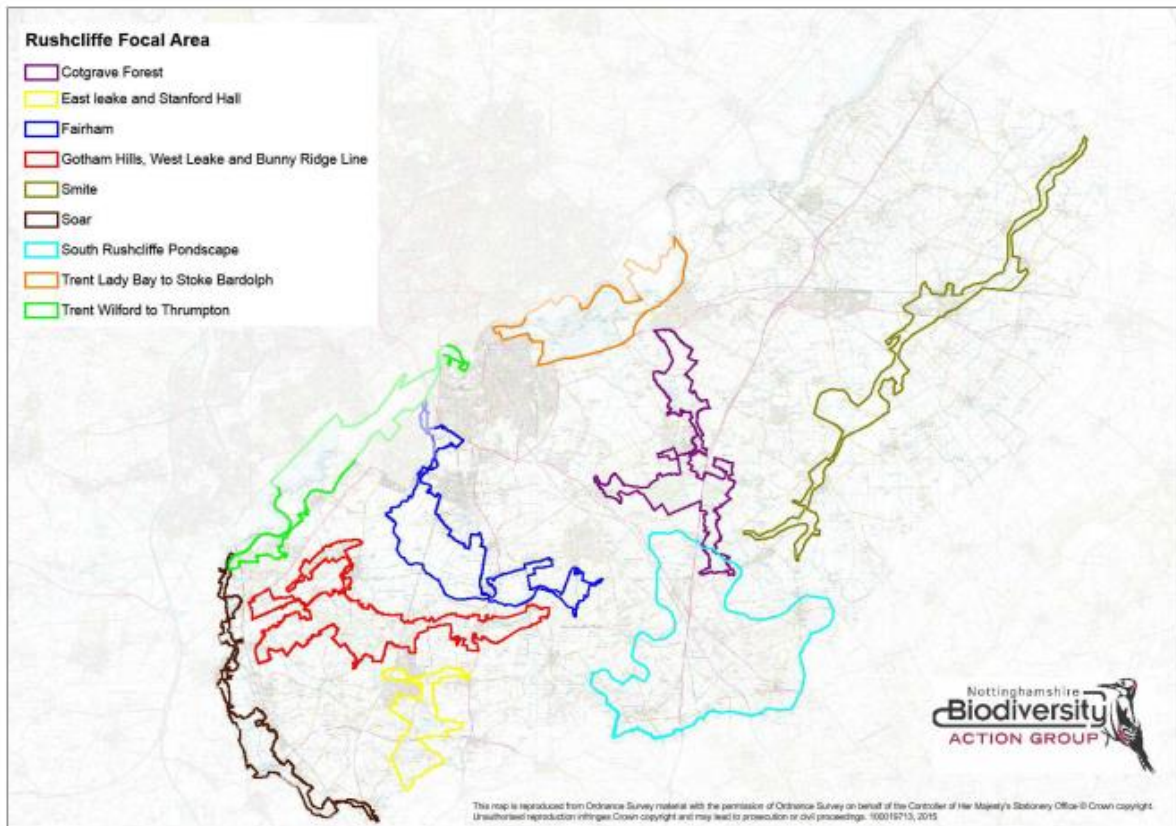 Rushcliffe Focal Area
Cotgrave Forest
East leake and Stanford Hall
Fairham
Gotham Hills, West Leake and Bunny Ridge Line
Smite
Soar
South Rushcliffe Pondscape
Trent Lady Bay to Stoke Bardolph
Trent Wilford to Thrumpton
Nottinghamshire
Biodiversity
ACTION GROUP
This map is reproduced from Ordnance Survey material with the permission of Ordnance Survey on behalf of the Controller of Her Majesty's Stationery Office © Crown copyright.
Unauthorised reproduction infringes Crown copyright and may lead to prosecution or civil proceedings. 100019713, 2015